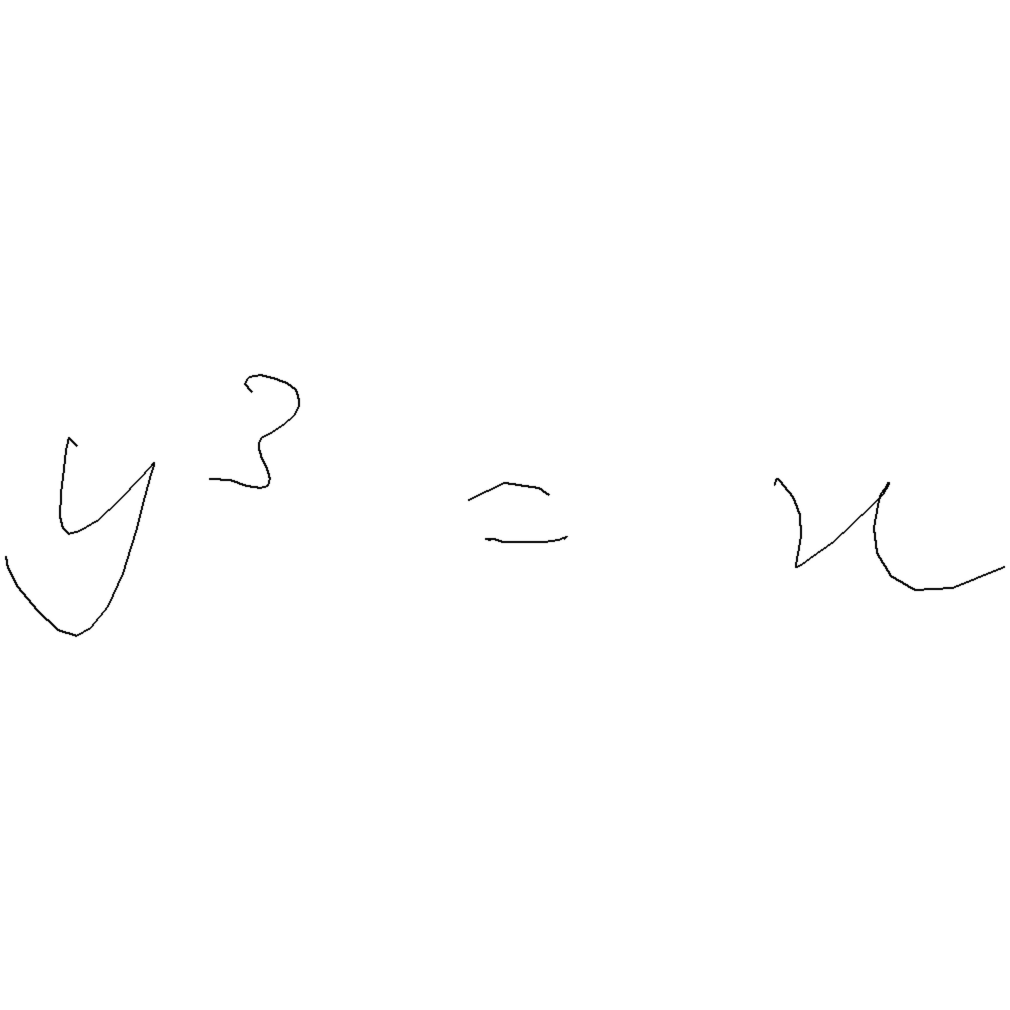 y³ = x